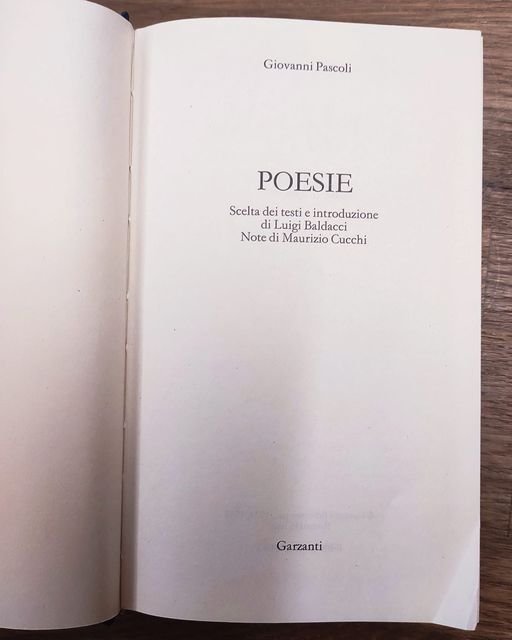 Giovanni Pascoli
POESIE
Scelta dei testi e introduzione
di Luigi Baldacci
Note di Maurizio Cucchi
Garzanti